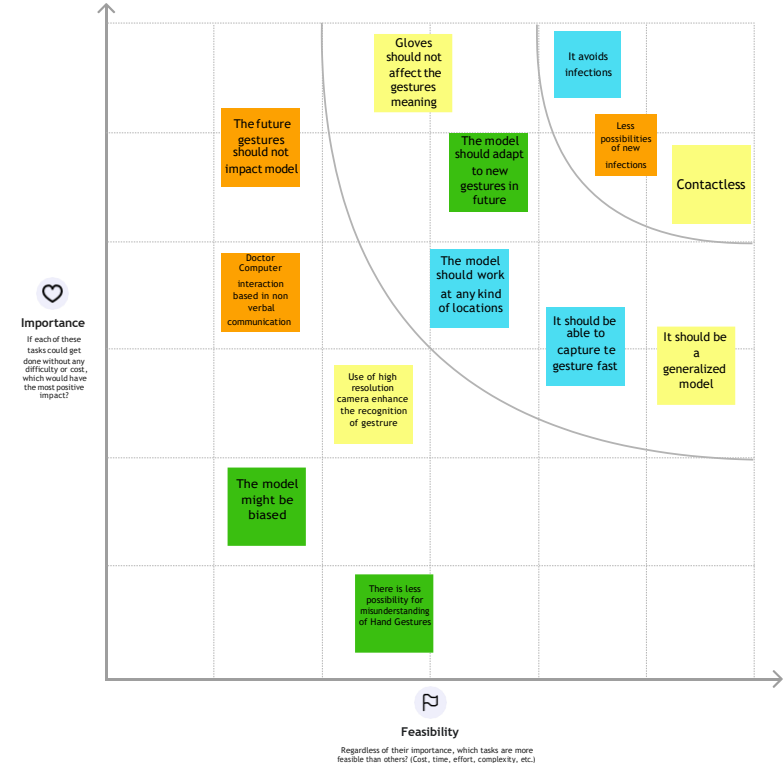 Gloves
should not
affect the
gestures
meaning
It avoids
infections
The future
gestures
should not
impact model
The model
should adapt
to new
gestures in
future
Less
possibilities
of new
infections
Contactless
Doctor
Computer
interaction
based in non
verbal
communication
The model
should work
at any kind
of locations
It should be
able to
capture te
gesture fast
It should be
a
generalized
model
Importance
If each of these
tasks could get
done without any
difficulty or cost,
which would have
the most positive
impact?
Use of high
resolution
camera enhance
the recognition
of gestrure
The model
might be
biased
There is less
possibility for
misunderstanding
of Hand Gestures
Feasibility
Regardless of their importance, which tasks are more
feasible than others? (Cost, time, effort, complexity, etc.)